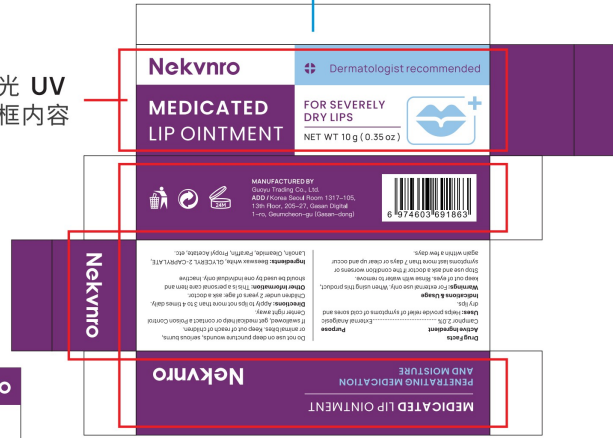 光 UV
框内容
Nekvnro
Dermatologist recommended
MEDICATED
LIP OINTMENT
FOR SEVERELY
DRY LIPS
NET WT 10 g ( 0.35 oz )
24M
MANUFACTURED BY
Guoyu Trading Co., Ltd.
ADD / Korea Seoul Room 1317-105,
13th Floor, 205-27, Gasan Digital
1-ro, Geumcheon-gu (Gasan-dong)
6 974603 691863
Nekvnro
Drug Facts
Active Ingredient Purpose
Campor 2.0%..............External Analgesic
Uses: Helps provide relief of symptoms of cold sores and
dry lips.
Indications & Usage
Warnings: For external use only. When using this product,
keep out of eyes. Rinse with water to remove.
Stop use and ask a doctor if the condition worsens or
symptoms last more than 7 days or clear up and occur
again within a few days.
Do not use on deep puncture wounds, serious burns,
or animal bites. Keep out of reach of children.
If swallowed, get medical help or contact a Poison Control
Center right away.
Directions: Apply to lips not more than 3 to 4 times daily.
Children under 2 years of age: ask a doctor.
Other information: This is a personal care item and
should be used by one individual only. Inactive
Ingredients: Beeswax white, GLYCERYL 2-CAPRYLATE,
Lanolin, Oleamide, Paraffin, Propyl Acetate, etc.
MEDICATED LIP OINTMENT
PENETRATING MEDICATION
AND MOISTURE
Nekvnro
o